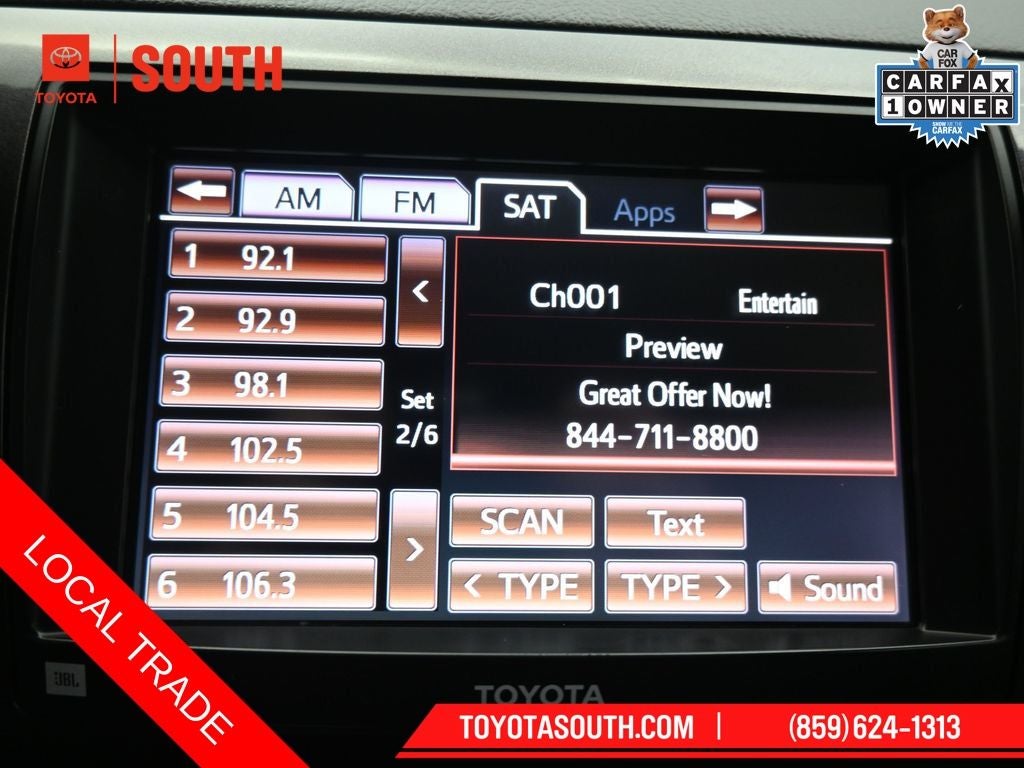 TOYOTA
SOUTH
CAR
FOX
CARFAX
1 OWNER
SHOW ME THE
CARFAX
AM
FM
SAT
Apps
1 92.1
2 92.9
3 98.1
4 102.5
5 104.5
6 106.3
<
Set
2/6
>
Ch001 Entertain
Preview
Great Offer Now!
844-711-8800
SCAN
Text
< TYPE
TYPE >
Sound
LOCAL TRADE
JBL
TOYOTA
TOYOTASOUTH.COM | (859) 624-1313